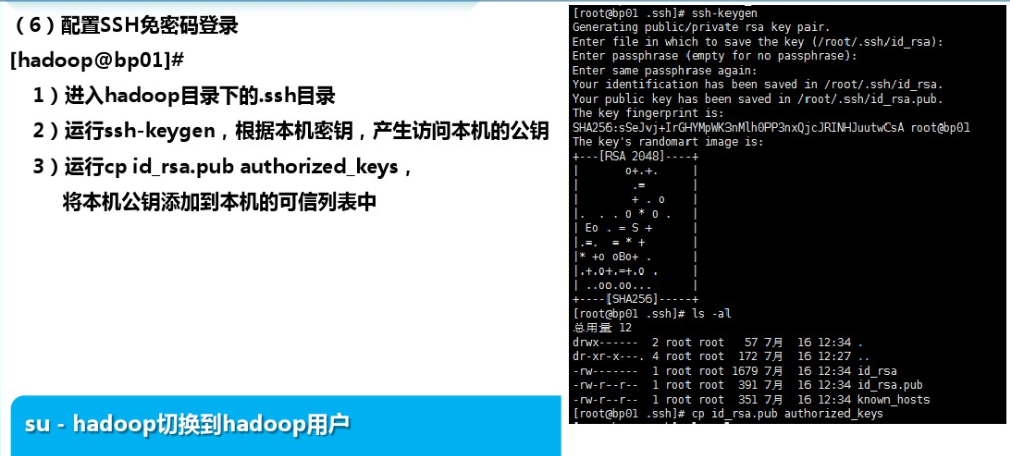 （6）配置SSH免密码登录
[hadoop@bp01]#
1）进入hadoop目录下的.ssh目录
2）运行ssh-keygen，根据本机密钥，产生访问本机的公钥
3）运行cp id_rsa.pub authorized_keys，
将本机公钥添加到本机的可信列表中
su - hadoop切换到hadoop用户
[root@bp01 .ssh]# ssh-keygen
Generating public/private rsa key pair.
Enter file in which to save the key (/root/.ssh/id_rsa):
Enter passphrase (empty for no passphrase):
Enter same passphrase again:
Your identification has been saved in /root/.ssh/id_rsa.
Your public key has been saved in /root/.ssh/id_rsa.pub.
The key fingerprint is:
SHA256:sSeJvj+IrGHYMpWK3nMlh0PP3nxQjcJRINHJuutwCsA root@bp01
The key's randomart image is:
+---[RSA 2048]----+
|       o+.+.     |
|        .=       |
|        + . o    |
|.  . . o * o .   |
| Eo . = S +      |
|.=.  = * +       |
|* +o oBo+ .      |
|.+.o+.=+.o .     |
| ..oo.oo...      |
+----[SHA256]-----+
[root@bp01 .ssh]# ls -al
总用量 12
drwx------  2 root root   57 7月  16 12:34 .
dr-xr-x---. 4 root root  172 7月  16 12:27 ..
-rw-------  1 root root 1679 7月  16 12:34 id_rsa
-rw-r--r--  1 root root  391 7月  16 12:34 id_rsa.pub
-rw-r--r--  1 root root  351 7月  16 12:34 known_hosts
[root@bp01 .ssh]# cp id_rsa.pub authorized_keys